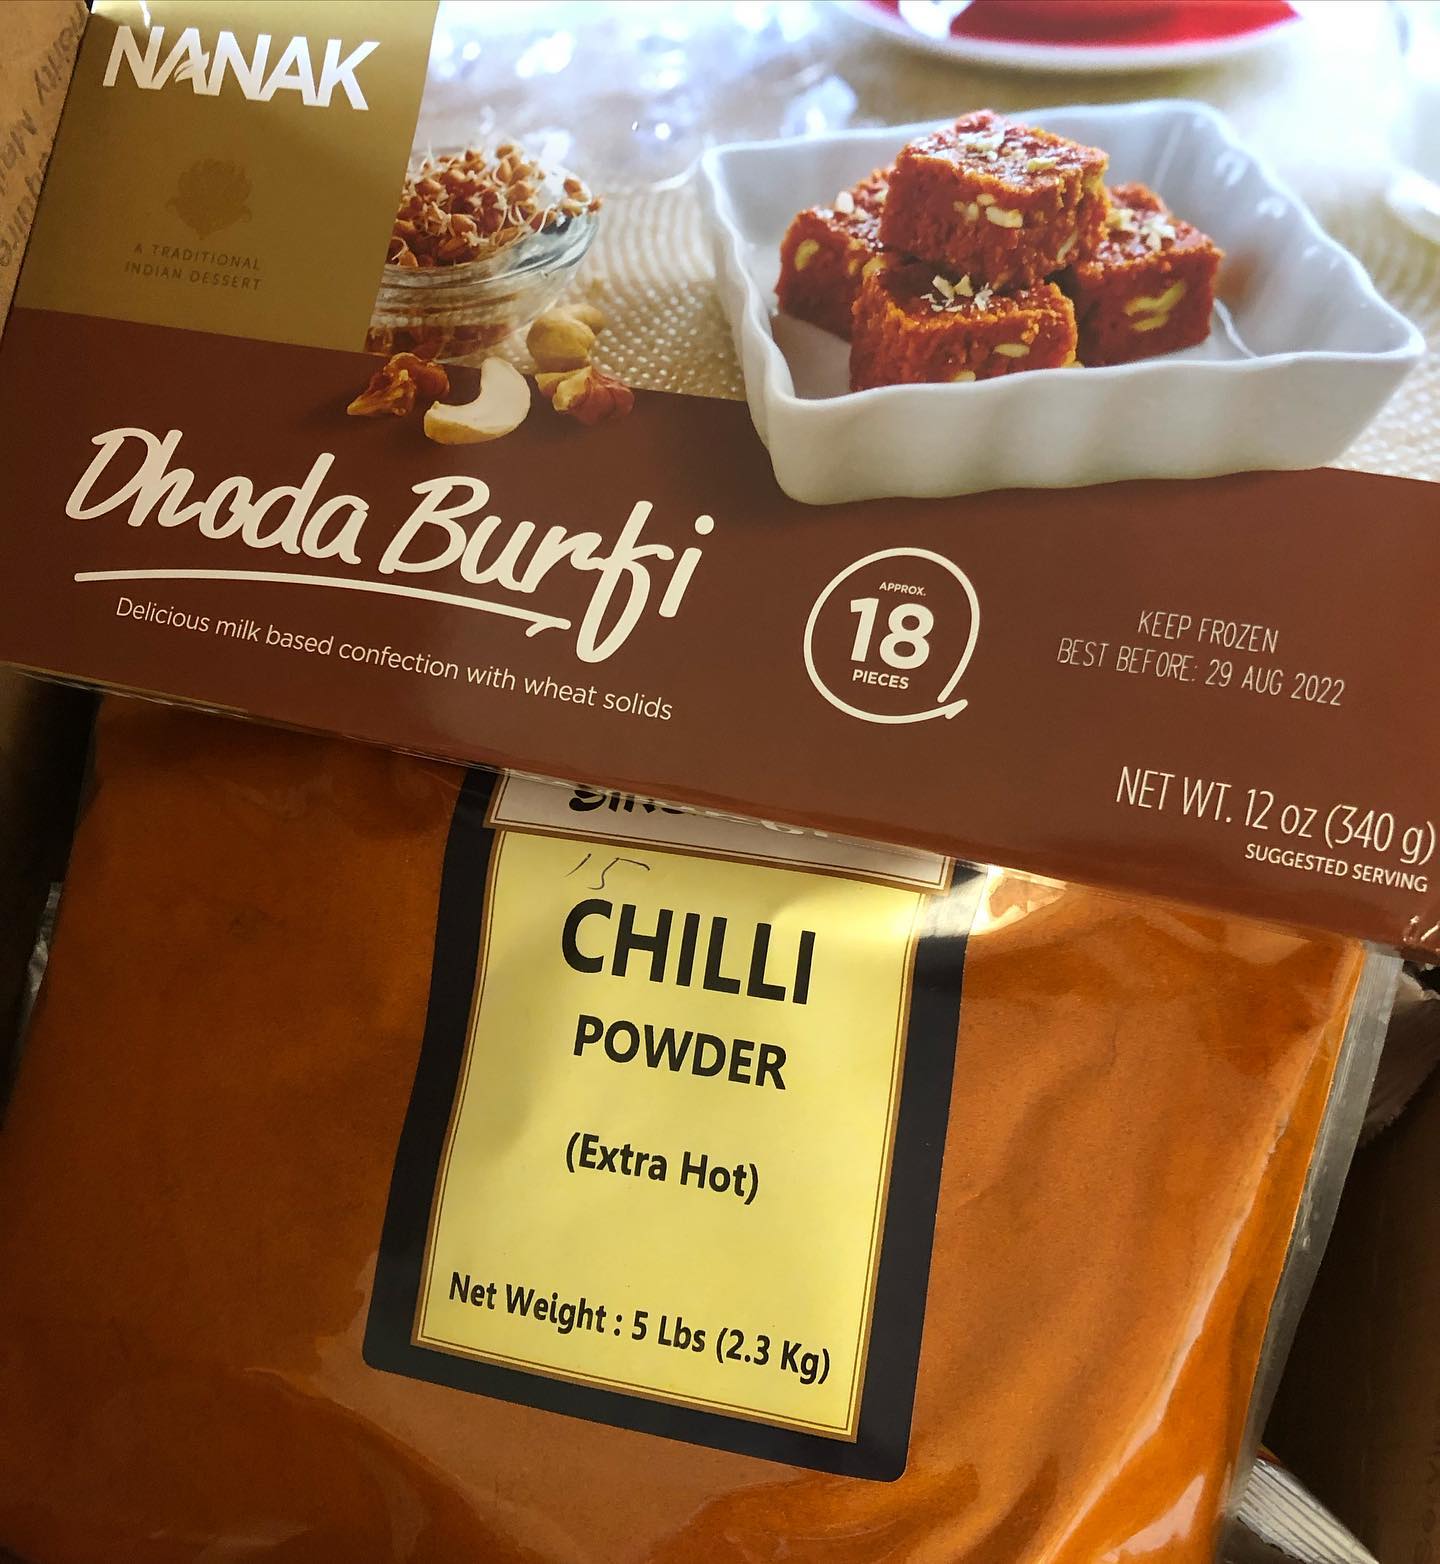 NANAK
A TRADITIONAL
INDIAN DESSERT
Dhoda Burfi
Delicious milk based confection with wheat solids
APPROX.
18
PIECES
KEEP FROZEN
BEST BEFORE: 29 AUG 2022
NET WT. 12 oz (340 g)
SUGGESTED SERVING
15
CHILLI
POWDER
(Extra Hot)
Net Weight : 5 Lbs (2.3 Kg)